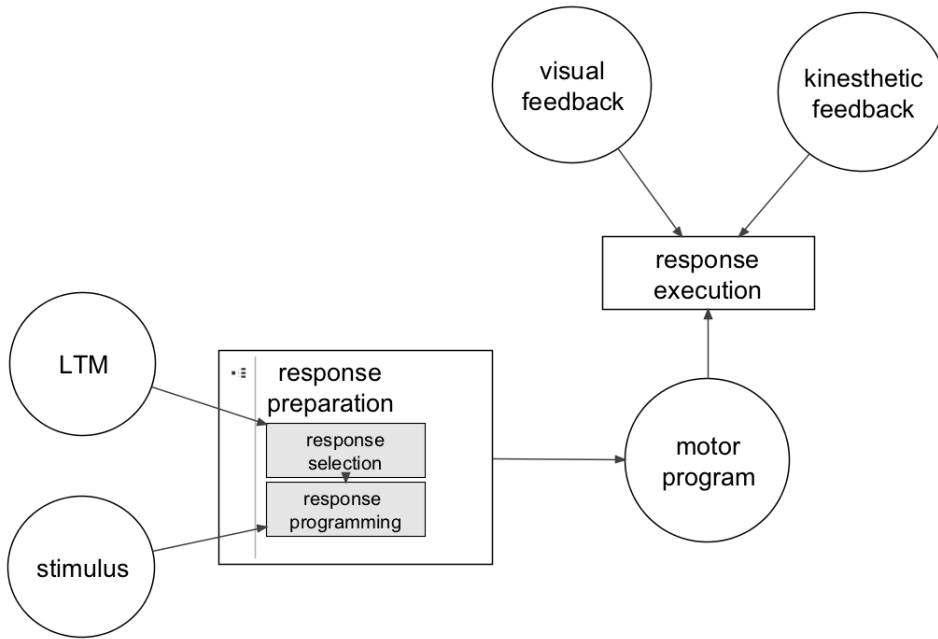 visual
feedback
kinesthetic
feedback
response
execution
LTM
response
preparation
response
selection
response
programming
motor
program
stimulus